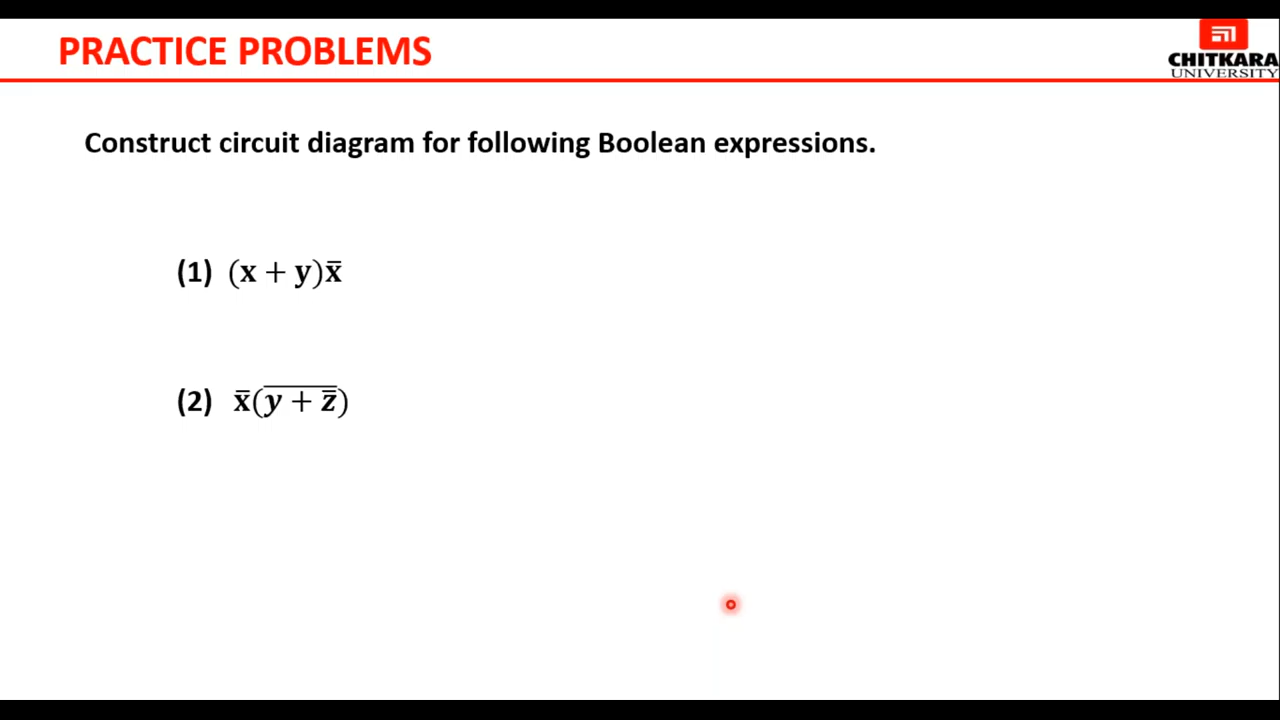 PRACTICE PROBLEMS
CHITKARA
UNIVERSITY
Construct circuit diagram for following Boolean expressions.
(1) (x + y)x̄
(2) x̄(y̅ ̅+̅ ̅z̿)